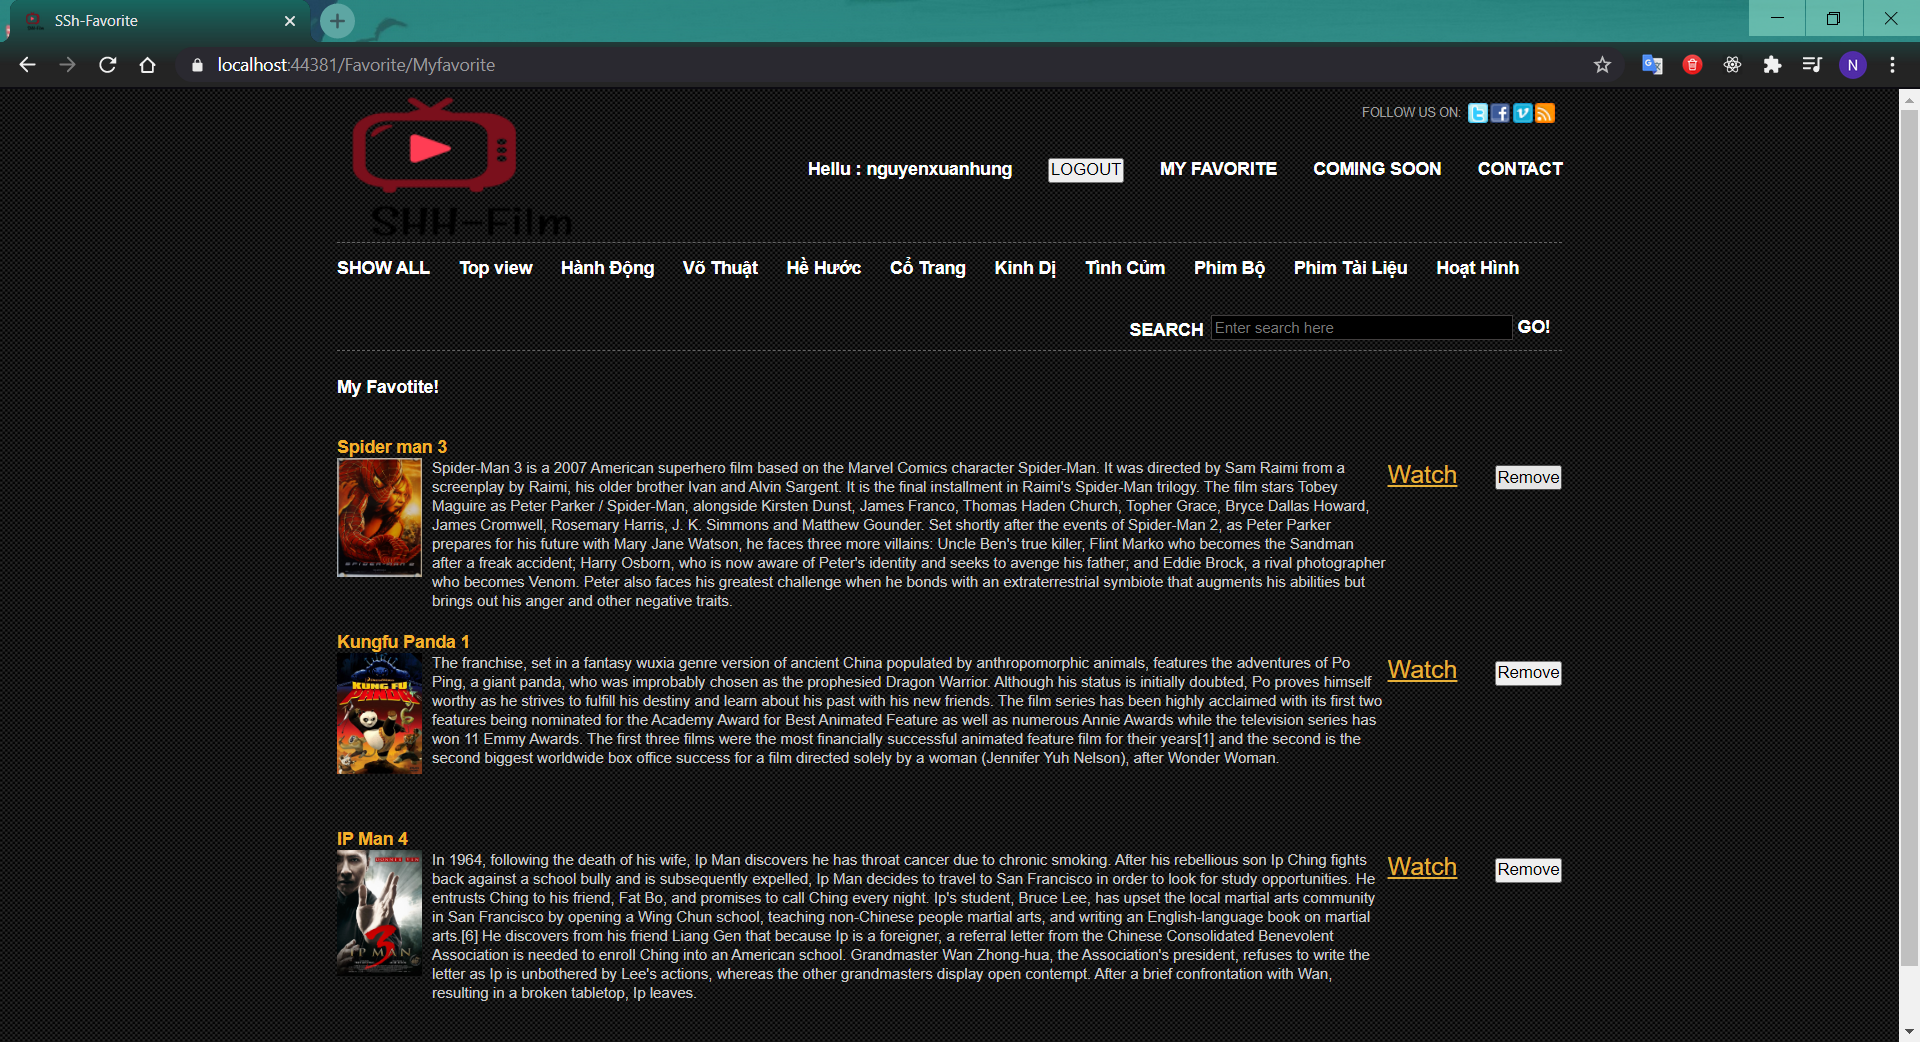 SSh-Favorite
localhost:44381/Favorite/Myfavorite
N
FOLLOW US ON:
SHH-Film
Hellu : nguyenxuanhung LOGOUT MY FAVORITE COMING SOON CONTACT
SHOW ALL Top view Hành Động Võ Thuật Hề Hước Cổ Trang Kinh Dị Tình Củm Phim Bộ Phim Tài Liệu Hoạt Hình
SEARCH Enter search here GO!
My Favotite!
Spider man 3
Spider-Man 3 is a 2007 American superhero film based on the Marvel Comics character Spider-Man. It was directed by Sam Raimi from a
screenplay by Raimi, his older brother Ivan and Alvin Sargent. It is the final installment in Raimi's Spider-Man trilogy. The film stars Tobey
Maguire as Peter Parker / Spider-Man, alongside Kirsten Dunst, James Franco, Thomas Haden Church, Topher Grace, Bryce Dallas Howard,
James Cromwell, Rosemary Harris, J. K. Simmons and Matthew Gounder. Set shortly after the events of Spider-Man 2, as Peter Parker
prepares for his future with Mary Jane Watson, he faces three more villains: Uncle Ben's true killer, Flint Marko who becomes the Sandman
after a freak accident; Harry Osborn, who is now aware of Peter's identity and seeks to avenge his father; and Eddie Brock, a rival photographer
who becomes Venom. Peter also faces his greatest challenge when he bonds with an extraterrestrial symbiote that augments his abilities but
brings out his anger and other negative traits.
Watch Remove
Kungfu Panda 1
KUNG FU
PANDA
The franchise, set in a fantasy wuxia genre version of ancient China populated by anthropomorphic animals, features the adventures of Po
Ping, a giant panda, who was improbably chosen as the prophesied Dragon Warrior. Although his status is initially doubted, Po proves himself
worthy as he strives to fulfill his destiny and learn about his past with his new friends. The film series has been highly acclaimed with its first two
features being nominated for the Academy Award for Best Animated Feature as well as numerous Annie Awards while the television series has
won 11 Emmy Awards. The first three films were the most financially successful animated feature film for their years[1] and the second is the
second biggest worldwide box office success for a film directed solely by a woman (Jennifer Yuh Nelson), after Wonder Woman.
Watch Remove
IP Man 4
3
IP MAN
In 1964, following the death of his wife, Ip Man discovers he has throat cancer due to chronic smoking. After his rebellious son Ip Ching fights
back against a school bully and is subsequently expelled, Ip Man decides to travel to San Francisco in order to look for study opportunities. He
entrusts Ching to his friend, Fat Bo, and promises to call Ching every night. Ip's student, Bruce Lee, has upset the local martial arts community
in San Francisco by opening a Wing Chun school, teaching non-Chinese people martial arts, and writing an English-language book on martial
arts.[6] He discovers from his friend Liang Gen that because Ip is a foreigner, a referral letter from the Chinese Consolidated Benevolent
Association is needed to enroll Ching into an American school. Grandmaster Wan Zhong-hua, the Association's president, refuses to write the
letter as Ip is unbothered by Lee's actions, whereas the other grandmasters display open contempt. After a brief confrontation with Wan,
resulting in a broken tabletop, Ip leaves.
Watch Remove